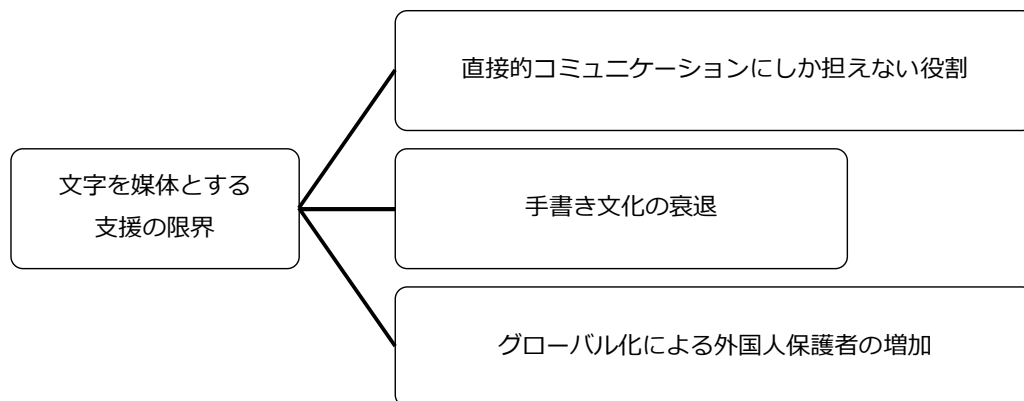 直接的コミュニケーションにしか担えない役割
文字を媒体とする
支援の限界
手書き文化の衰退
グローバル化による外国人保護者の増加